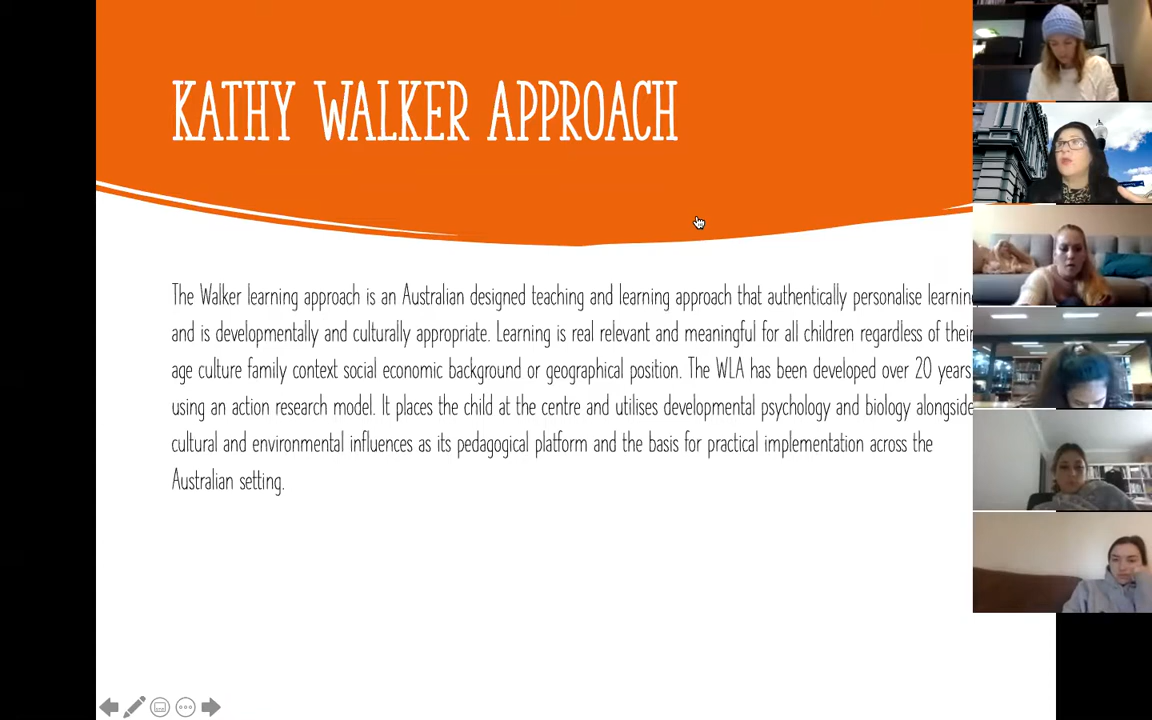 KATHY WALKER APPROACH
The Walker learning approach is an Australian designed teaching and learning approach that authentically personalise learning
and is developmentally and culturally appropriate. Learning is real relevant and meaningful for all children regardless of their
age culture family context social economic background or geographical position. The WLA has been developed over 20 years
using an action research model. It places the child at the centre and utilises developmental psychology and biology alongside
cultural and environmental influences as its pedagogical platform and the basis for practical implementation across the
Australian setting.